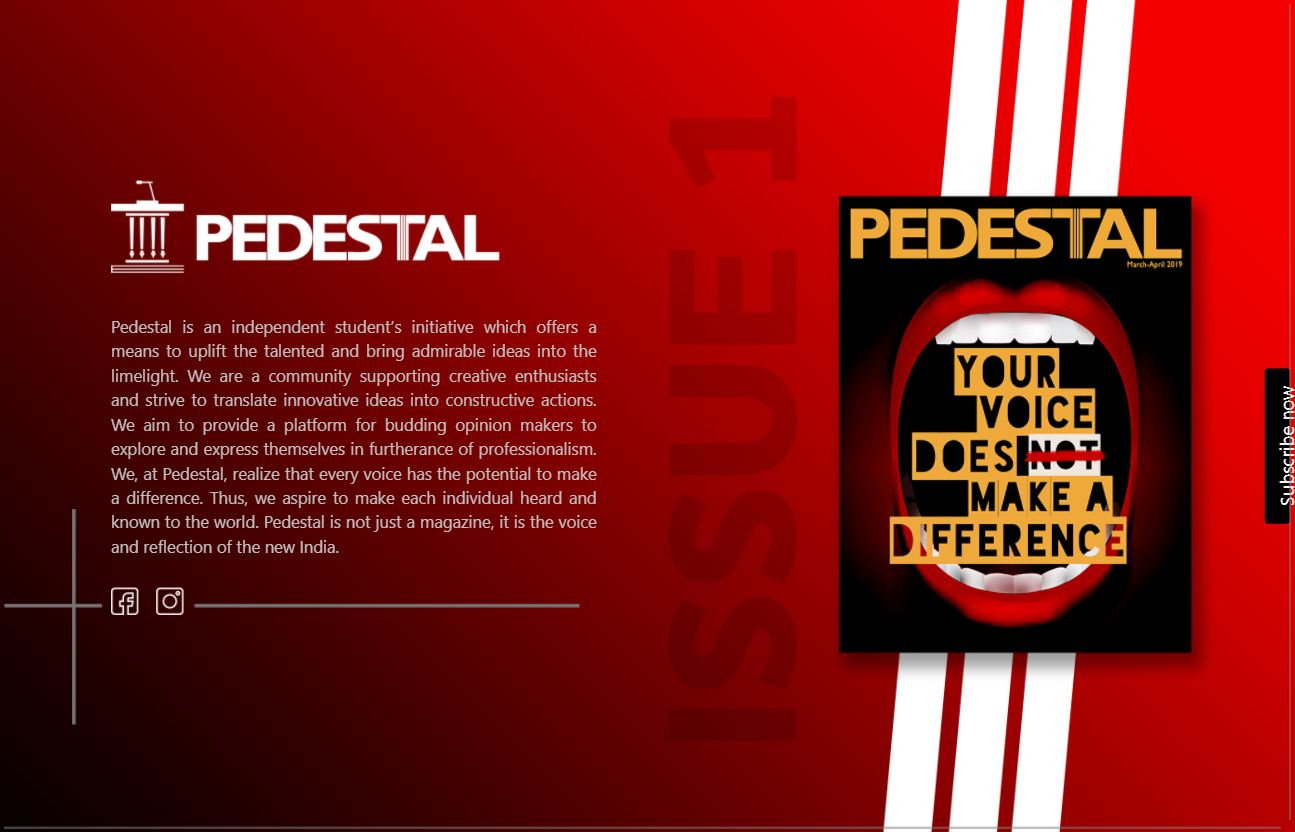 PEDESTAL
Pedestal is an independent student's initiative which offers a
means to uplift the talented and bring admirable ideas into the
limelight. We are a community supporting creative enthusiasts
and strive to translate innovative ideas into constructive actions.
We aim to provide a platform for budding opinion makers to
explore and express themselves in furtherance of professionalism.
We, at Pedestal, realize that every voice has the potential to make
a difference. Thus, we aspire to make each individual heard and
known to the world. Pedestal is not just a magazine, it is the voice
and reflection of the new India.
ISSUE 1
PEDESTAL
March-April 2019
YOUR
VOICE
DOES NOT
MAKE A
DIFFERENCE
Subscribe now